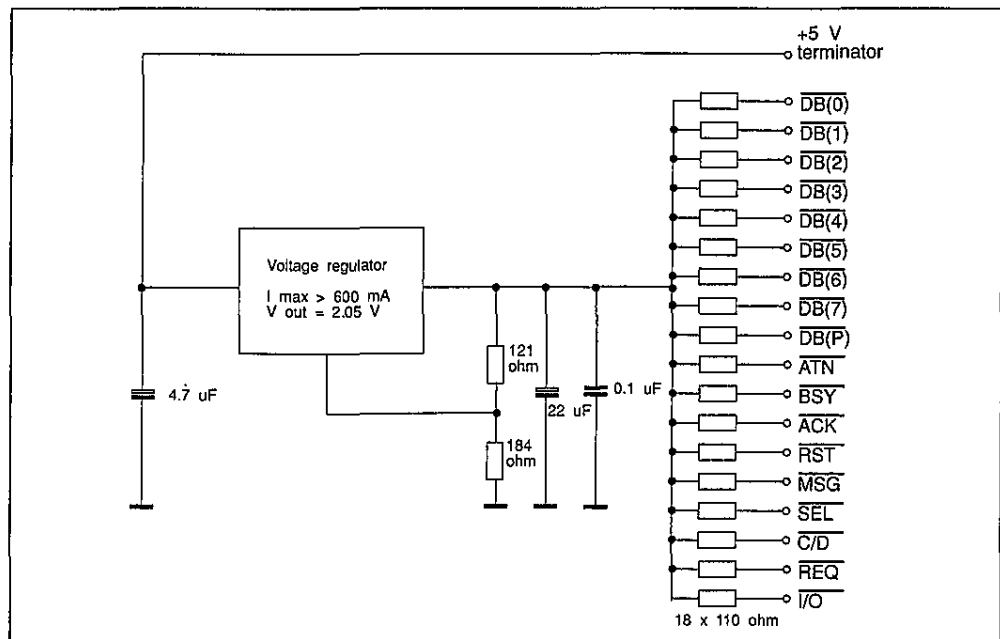 +5 V
terminator
DB(0)
DB(1)
DB(2)
DB(3)
DB(4)
DB(5)
DB(6)
DB(7)
DB(P)
ATN
BSY
ACK
RST
MSG
SEL
C/D
REQ
I/O
18 x 110 ohm
Voltage regulator
I max > 600 mA
V out = 2.05 V
4.7 uF
121
ohm
184
ohm
22 uF
0.1 uF